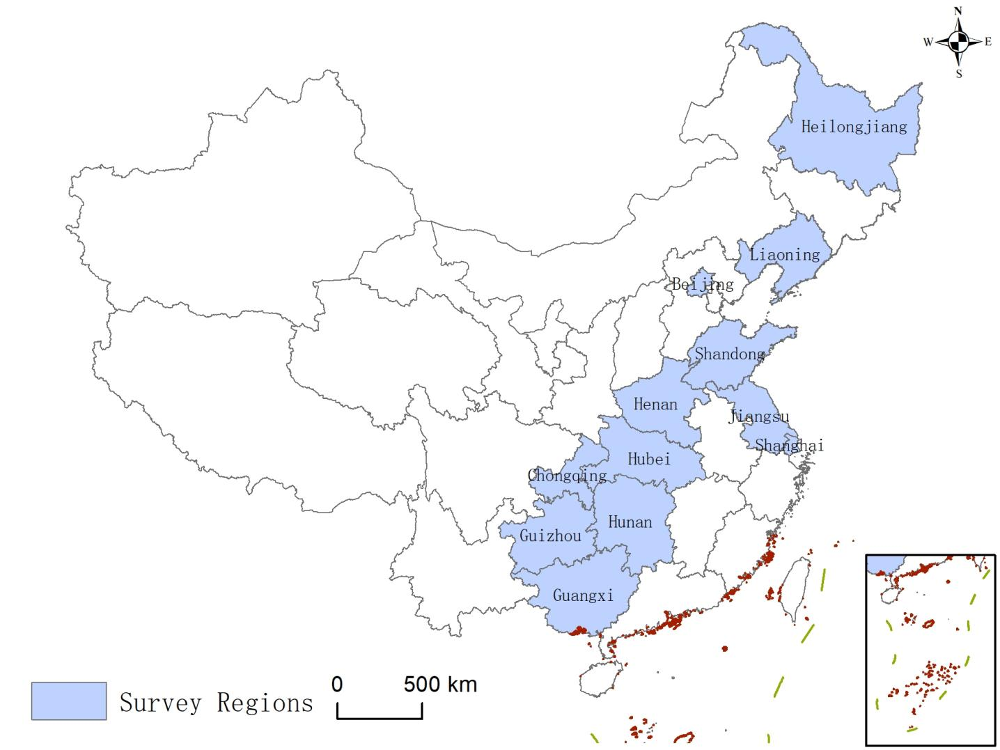 N
W E
S
Heilongjiang
Liaoning
Beijing
Shandong
Henan
Jiangsu
Shanghai
Hubei
Chongqing
Hunan
Guizhou
Guangxi
0 500 km
Survey Regions